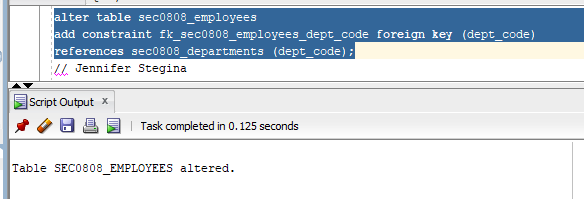 alter table sec0808_employees
add constraint fk_sec0808_employees_dept_code foreign key (dept_code)
references sec0808_departments (dept_code);
// Jennifer Stegina
Script Output x
Task completed in 0.125 seconds
Table SEC0808_EMPLOYEES altered.